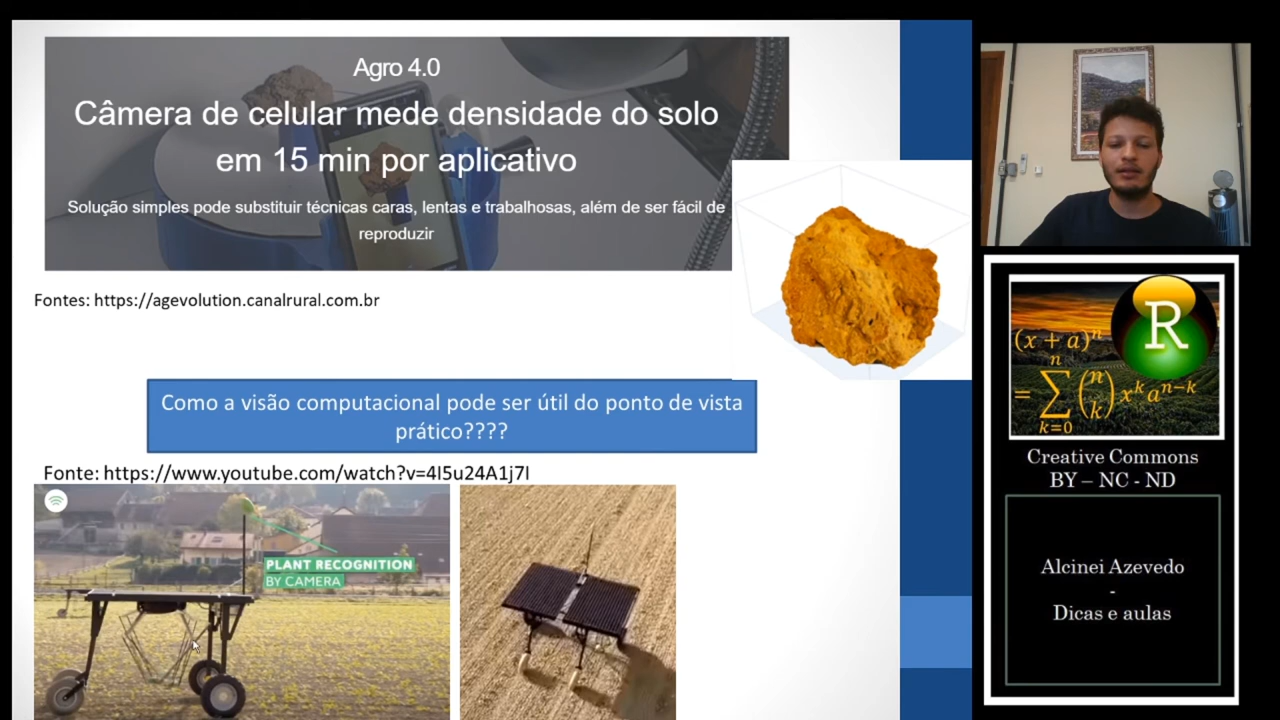 Agro 4.0
Câmera de celular mede densidade do solo
em 15 min por aplicativo
Solução simples pode substituir técnicas caras, lentas e trabalhosas, além de ser fácil de
reproduzir
Fontes: https://agevolution.canalrural.com.br
Como a visão computacional pode ser útil do ponto de vista
prático????
Fonte: https://www.youtube.com/watch?v=4I5u24A1j7I
PLANT RECOGNITION
BY CAMERA
R
(x + a)^n
= ∑_{k=0}^{n} (n k) x^k a^{n-k}
Creative Commons
BY – NC - ND
Alcinei Azevedo
-
Dicas e aulas